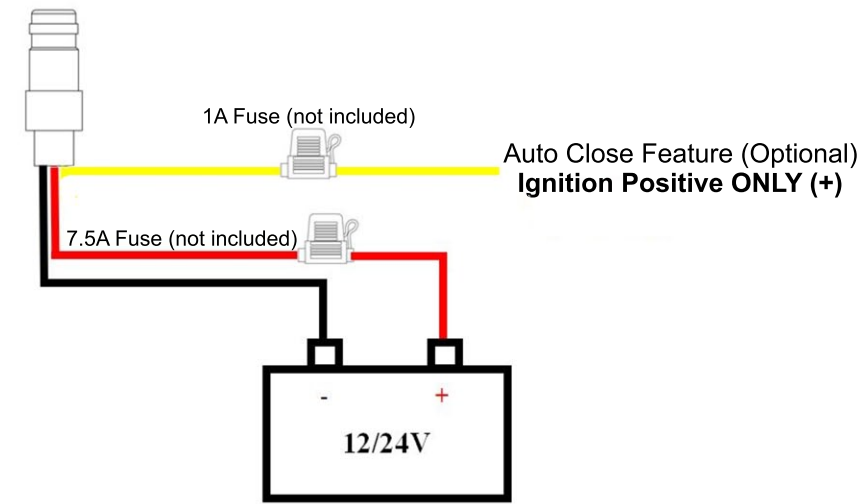 1A Fuse (not included)
Auto Close Feature (Optional)
Ignition Positive ONLY (+)
7.5A Fuse (not included)
- +
12/24V